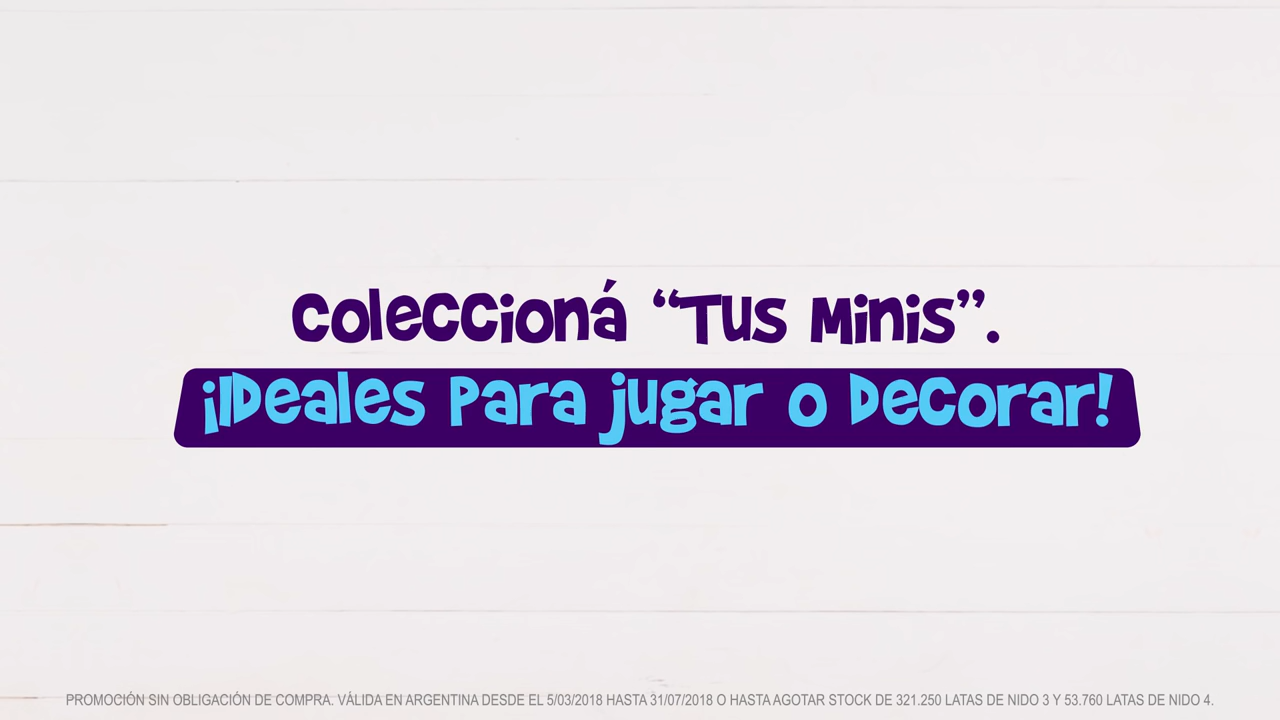 Coleccioná “Tus Minis”.
¡Ideales para jugar o decorar!
PROMOCIÓN SIN OBLIGACIÓN DE COMPRA. VÁLIDA EN ARGENTINA DESDE EL 5/03/2018 HASTA 31/07/2018 O HASTA AGOTAR STOCK DE 321.250 LATAS DE NIDO 3 Y 53.760 LATAS DE NIDO 4.